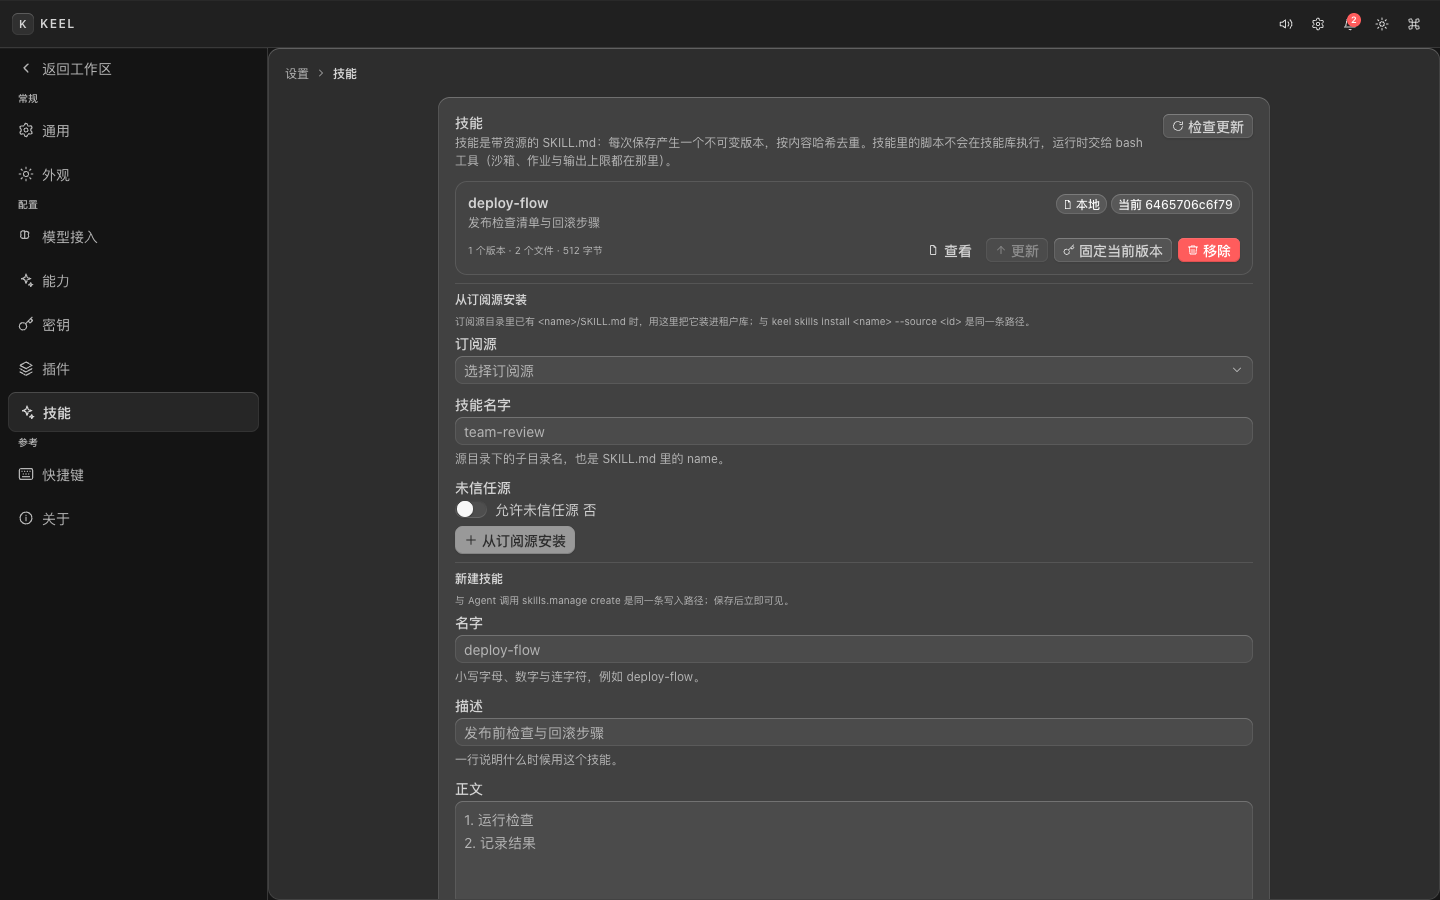 K KEEL
2
返回工作区
常规
通用
外观
配置
模型接入
能力
密钥
插件
技能
参考
快捷键
关于
设置 > 技能
技能
检查更新
技能是带资源的 SKILL.md：每次保存产生一个不可变版本，按内容哈希去重。技能里的脚本不会在技能库执行，运行时交给 bash
工具（沙箱、作业与输出上限都在那里）。
deploy-flow
本地
当前 6465706c6f79
发布检查清单与回滚步骤
1 个版本 · 2 个文件 · 512 字节
查看
更新
固定当前版本
移除
从订阅源安装
订阅源目录里已有 <name>/SKILL.md 时，用这里把它装进租户库；与 keel skills install <name> --source <id> 是同一条路径。
订阅源
选择订阅源
技能名字
team-review
源目录下的子目录名，也是 SKILL.md 里的 name。
未信任源
允许未信任源 否
从订阅源安装
新建技能
与 Agent 调用 skills.manage create 是同一条写入路径；保存后立即可见。
名字
deploy-flow
小写字母、数字与连字符，例如 deploy-flow。
描述
发布前检查与回滚步骤
一行说明什么时候用这个技能。
正文
1. 运行检查
2. 记录结果